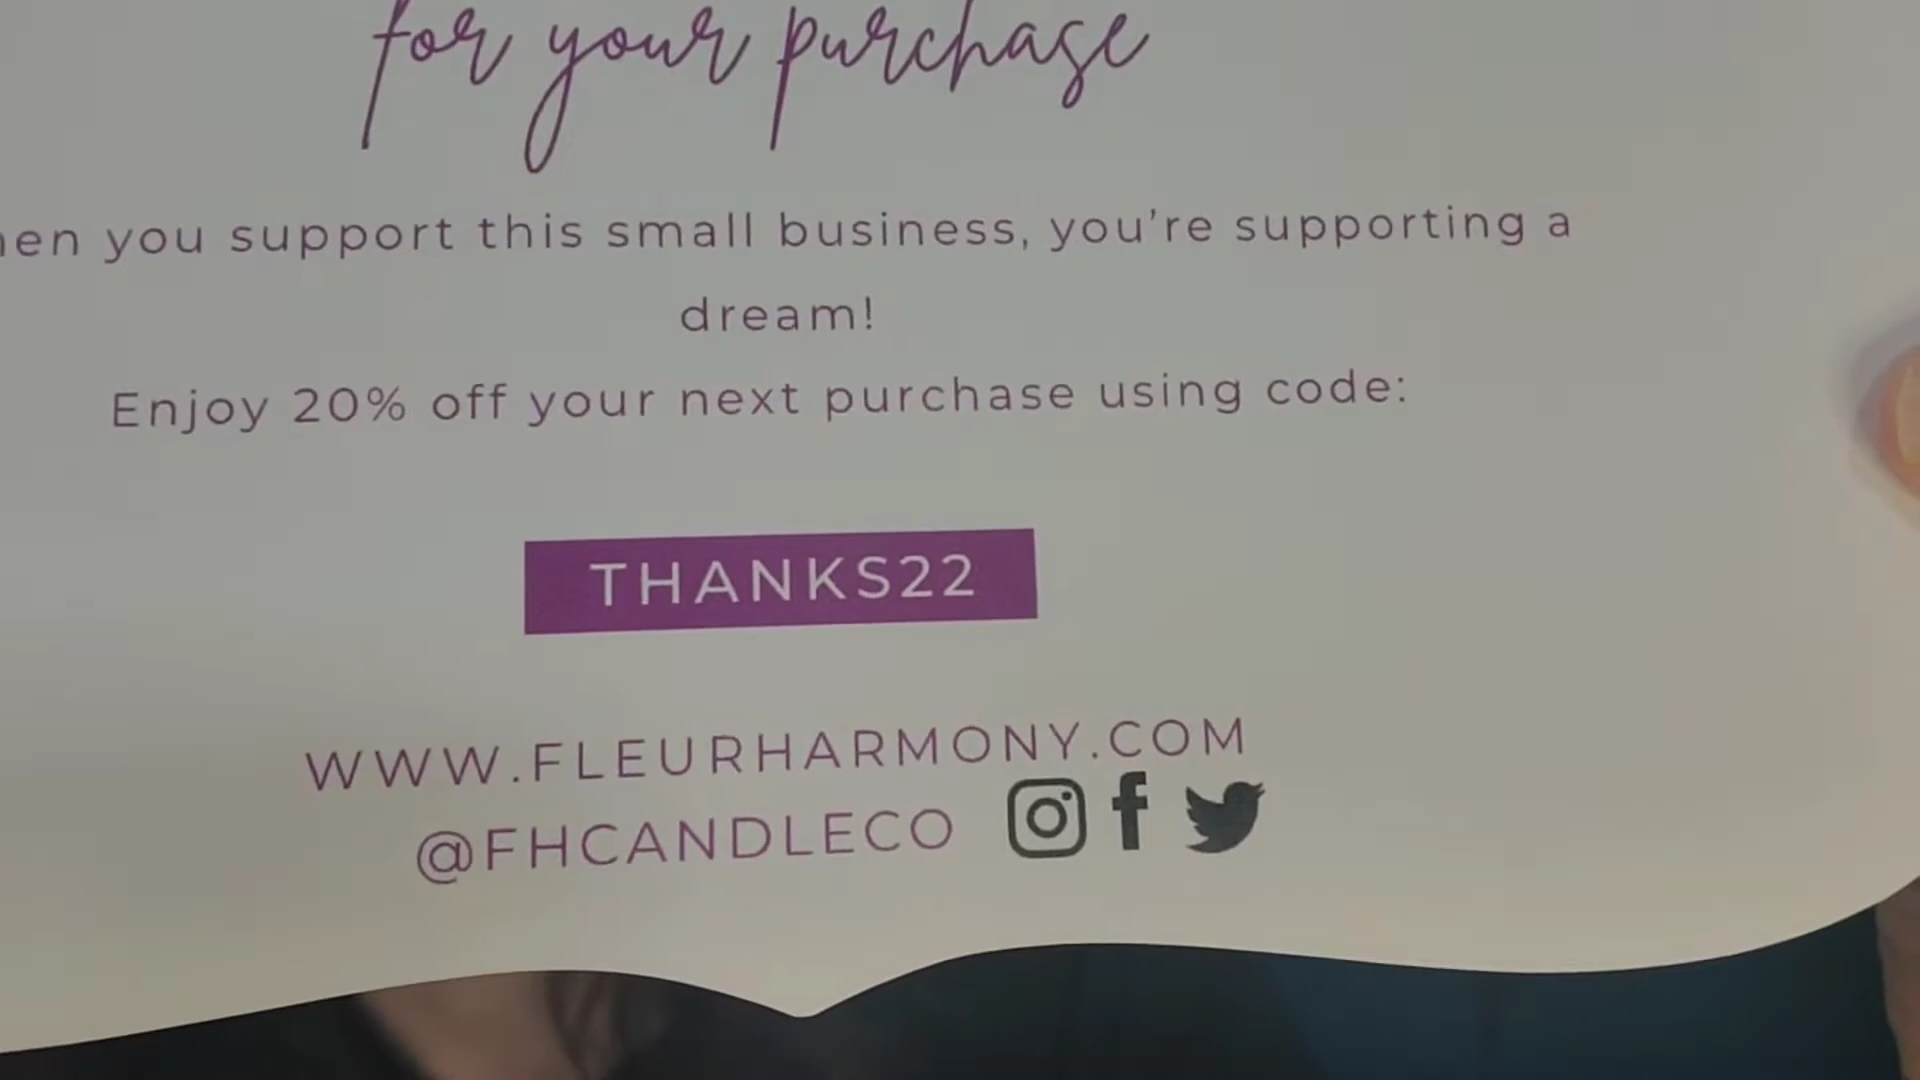 for your purchase
you support this small business, you're supporting a
dream!
Enjoy 20% off your next purchase using code:
THANKS22
WWW.FLEURHARMONY.COM
@FHCANDLECO